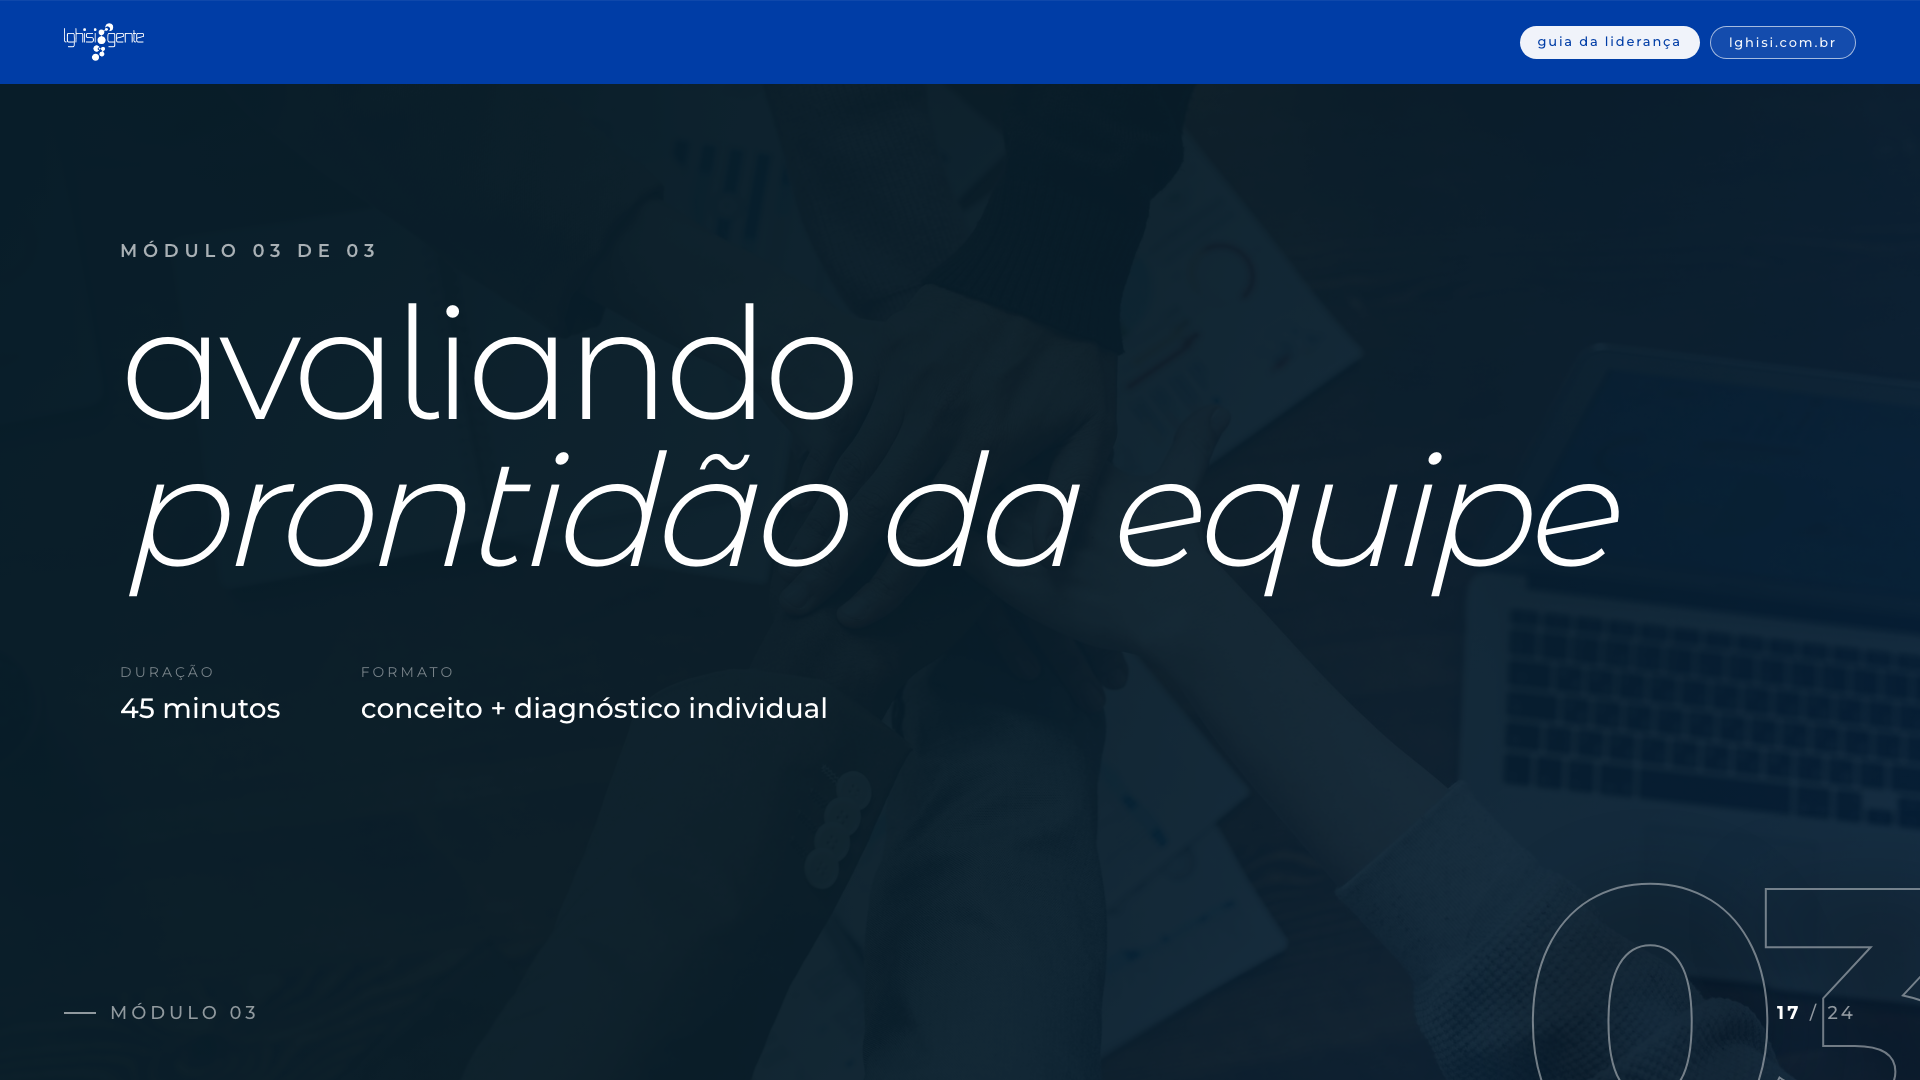 lghisi gente
guia da liderança
lghisi.com.br
MÓDULO 03 DE 03
avaliando
prontidão da equipe
DURAÇÃO
FORMATO
45 minutos
conceito + diagnóstico individual
MÓDULO 03
03
17 / 24